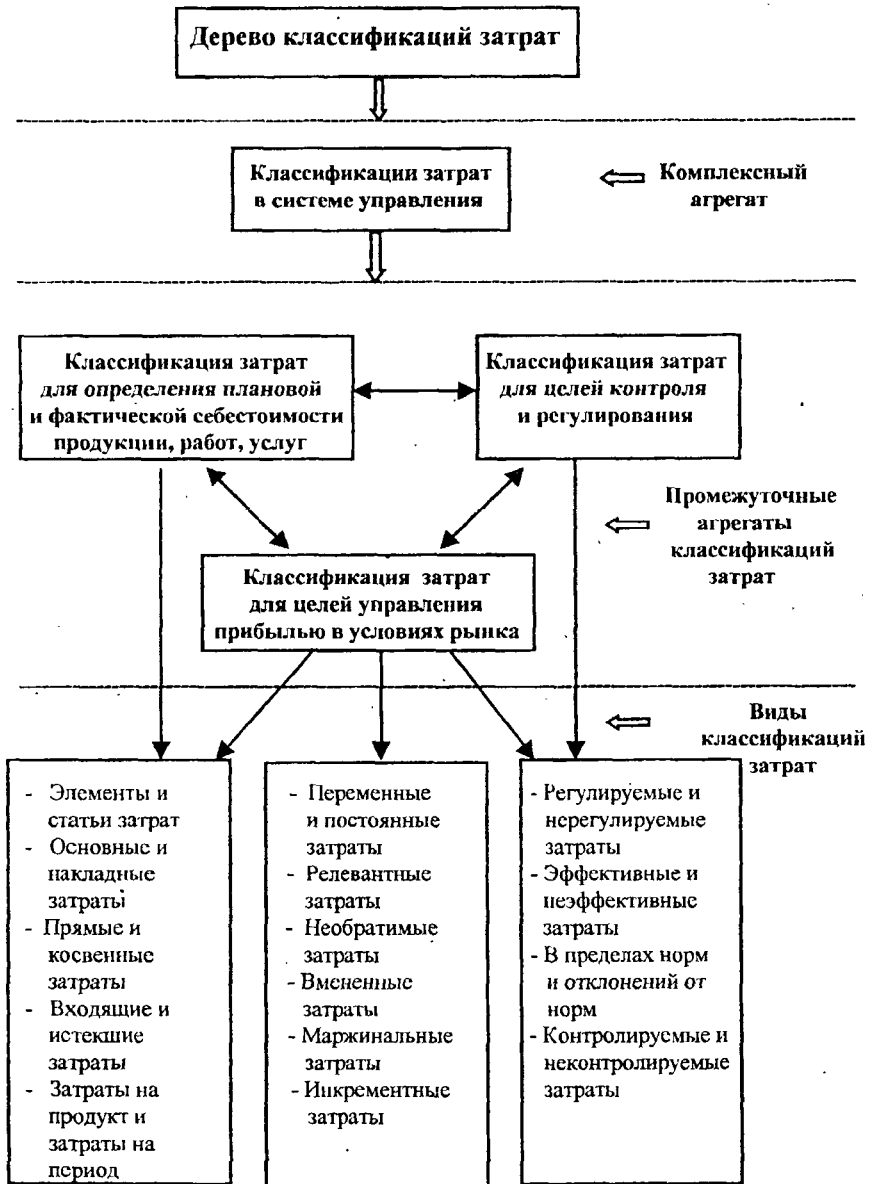 Дерево классификаций затрат
Классификации затрат
в системе управления
Комплексный
агрегат
Классификация затрат
для определения плановой
и фактической себестоимости
продукции, работ, услуг
Классификация затрат
для целей контроля
и регулирования
Промежуточные
агрегаты
классификаций
затрат
Классификация затрат
для целей управления
прибылью в условиях рынка
Виды
классификаций
затрат
- Элементы и
статьи затрат
- Основные и
накладные
затраты
- Прямые и
косвенные
затраты
- Входящие и
истекшие
затраты
- Затраты на
продукт и
затраты на
период
- Переменные
и постоянные
затраты
- Релевантные
затраты
- Необратимые
затраты
- Вмененные
затраты
- Маржинальные
затраты
- Инкрементные
затраты
- Регулируемые и
нерегулируемые
затраты
- Эффективные и
неэффективные
затраты
- В пределах норм
и отклонений от
норм
- Контролируемые и
неконтролируемые
затраты